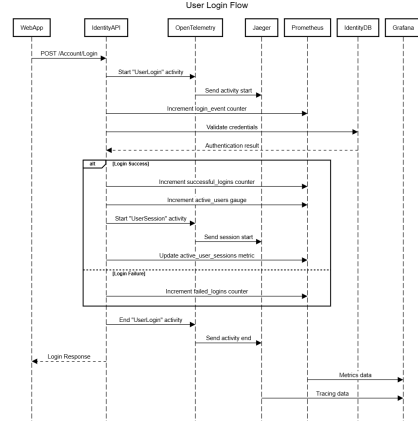 User Login Flow
WebApp
IdentityAPI
OpenTelemetry
Jaeger
Prometheus
IdentityDB
Grafana
POST /Account/Login
Start "UserLogin" activity
Send activity start
Increment login_event counter
Validate credentials
Authentication result
alt
[Login Success]
Increment successful_logins counter
Increment active_users gauge
Start "UserSession" activity
Send session start
Update active_user_sessions metric
[Login Failure]
Increment failed_logins counter
End "UserLogin" activity
Send activity end
Login Response
Metrics data
Tracing data